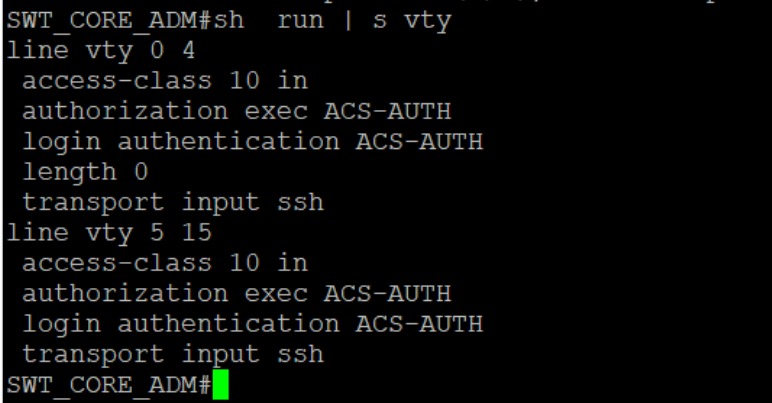 SWT_CORE_ADM#sh  run | s vty
line vty 0 4
 access-class 10 in
 authorization exec ACS-AUTH
 login authentication ACS-AUTH
 length 0
 transport input ssh
line vty 5 15
 access-class 10 in
 authorization exec ACS-AUTH
 login authentication ACS-AUTH
 transport input ssh
SWT_CORE_ADM#